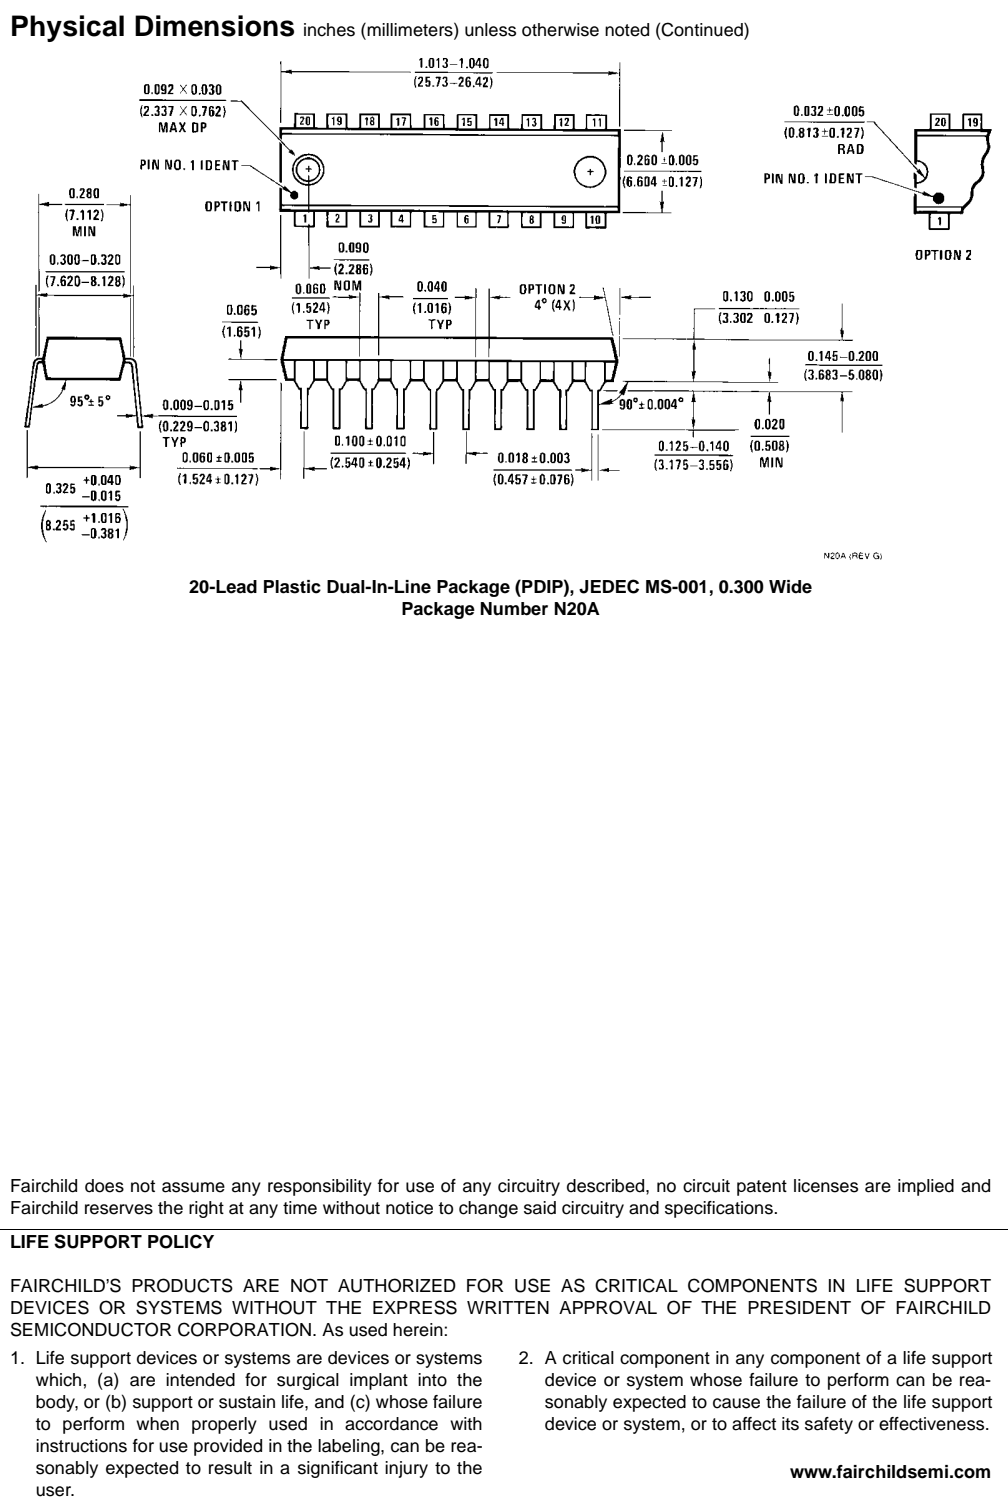 Physical Dimensions inches (millimeters) unless otherwise noted (Continued)
1.013–1.040
(25.73–26.42)
0.092 × 0.030
(2.337 × 0.762)
MAX DP
PIN NO. 1 IDENT
OPTION 1
20 19 18 17 16 15 14 13 12 11
1 2 3 4 5 6 7 8 9 10
0.260 ±0.005
(6.604 ±0.127)
0.032 ±0.005
(0.813 ±0.127)
RAD
PIN NO. 1 IDENT
20 19
1
OPTION 2
0.280
(7.112)
MIN
0.300–0.320
(7.620–8.128)
0.090
(2.286)
NOM
0.060
(1.524)
TYP
0.040
(1.016)
TYP
OPTION 2
4° (4X)
0.065
(1.651)
0.130 0.005
(3.302 0.127)
0.145–0.200
(3.683–5.080)
95°± 5°
0.009–0.015
(0.229–0.381)
TYP
90°± 0.004°
0.020
(0.508)
MIN
0.100 ± 0.010
(2.540 ± 0.254)
0.125–0.140
(3.175–3.556)
0.060 ±0.005
(1.524 ±0.127)
0.018 ±0.003
(0.457 ± 0.076)
0.325 +0.040
–0.015
(8.255 +1.016
–0.381)
N20A (REV G)
20-Lead Plastic Dual-In-Line Package (PDIP), JEDEC MS-001, 0.300 Wide
Package Number N20A
Fairchild does not assume any responsibility for use of any circuitry described, no circuit patent licenses are implied and
Fairchild reserves the right at any time without notice to change said circuitry and specifications.
LIFE SUPPORT POLICY
FAIRCHILD'S PRODUCTS ARE NOT AUTHORIZED FOR USE AS CRITICAL COMPONENTS IN LIFE SUPPORT
DEVICES OR SYSTEMS WITHOUT THE EXPRESS WRITTEN APPROVAL OF THE PRESIDENT OF FAIRCHILD
SEMICONDUCTOR CORPORATION. As used herein:
1. Life support devices or systems are devices or systems
which, (a) are intended for surgical implant into the
body, or (b) support or sustain life, and (c) whose failure
to perform when properly used in accordance with
instructions for use provided in the labeling, can be rea-
sonably expected to result in a significant injury to the
user.
2. A critical component in any component of a life support
device or system whose failure to perform can be rea-
sonably expected to cause the failure of the life support
device or system, or to affect its safety or effectiveness.
www.fairchildsemi.com